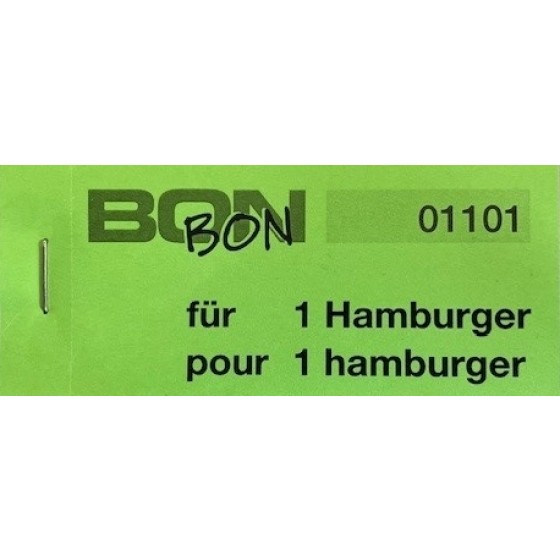 BON 01101
BON
für 1 Hamburger
pour 1 hamburger